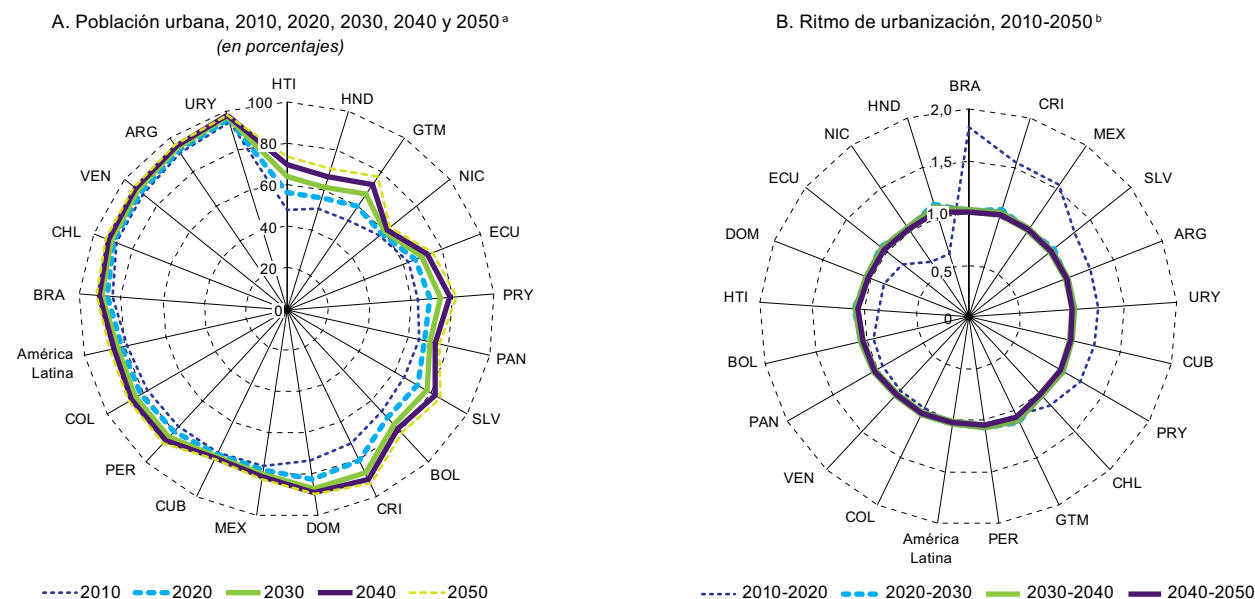 A. Población urbana, 2010, 2020, 2030, 2040 y 2050 a
(en porcentajes)
HTI
HND
GTM
NIC
ECU
PRY
PAN
SLV
BOL
CRI
DOM
MEX
CUB
PER
COL
América
Latina
BRA
CHL
VEN
ARG
URY
100
80
60
40
20
0
2010
2020
2030
2040
2050
B. Ritmo de urbanización, 2010-2050 b
BRA
CRI
MEX
SLV
ARG
URY
CUB
PRY
CHL
GTM
PER
América
Latina
COL
VEN
PAN
BOL
HTI
DOM
ECU
NIC
HND
2.0
1.5
1.0
0.5
0
2010-2020
2020-2030
2030-2040
2040-2050